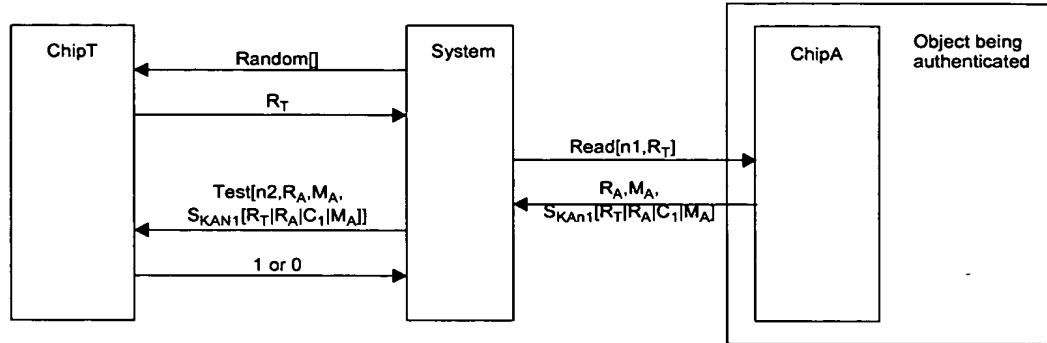 ChipT
System
ChipA
Object being
authenticated
Random[]
R_T
Read[n1,R_T]
Test[n2,R_A,M_A,
S_KAN1[R_T|R_A|C_1|M_A]]
R_A,M_A,
S_KAn1[R_T|R_A|C_1|M_A]
1 or 0